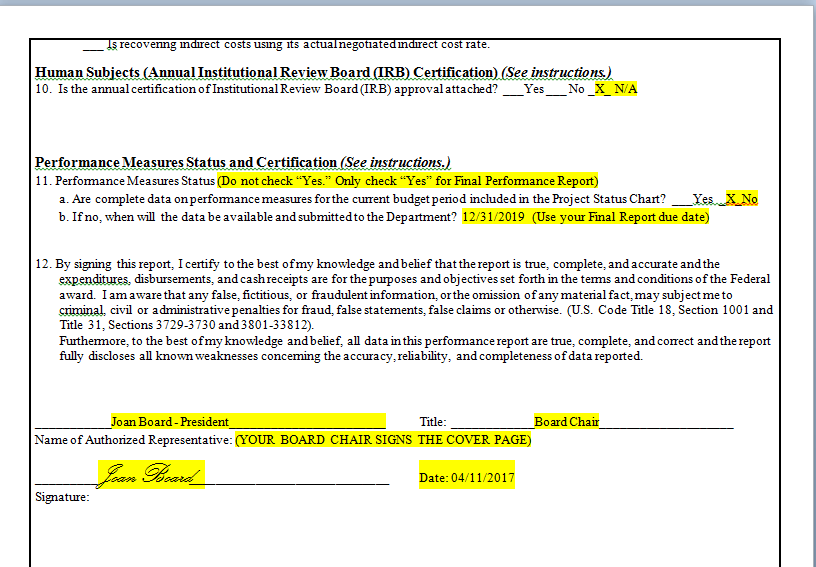 ___ Is recovering indirect costs using its actual negotiated indirect cost rate.
Human Subjects (Annual Institutional Review Board (IRB) Certification) (See instructions.)
10. Is the annual certification of Institutional Review Board (IRB) approval attached? ___Yes ___ No _X_ N/A
Performance Measures Status and Certification (See instructions.)
11. Performance Measures Status (Do not check “Yes.” Only check “Yes” for Final Performance Report)
a. Are complete data on performance measures for the current budget period included in the Project Status Chart? ___Yes _X_No
b. If no, when will the data be available and submitted to the Department? 12/31/2019 (Use your Final Report due date)
12. By signing this report, I certify to the best of my knowledge and belief that the report is true, complete, and accurate and the
expenditures, disbursements, and cash receipts are for the purposes and objectives set forth in the terms and conditions of the Federal
award. I am aware that any false, fictitious, or fraudulent information, or the omission of any material fact, may subject me to
criminal, civil or administrative penalties for fraud, false statements, false claims or otherwise. (U.S. Code Title 18, Section 1001 and
Title 31, Sections 3729-3730 and 3801-33812).
Furthermore, to the best of my knowledge and belief, all data in this performance report are true, complete, and correct and the report
fully discloses all known weaknesses concerning the accuracy, reliability, and completeness of data reported.
____________Joan Board - President________________________ Title: _____________Board Chair_____________________
Name of Authorized Representative: (YOUR BOARD CHAIR SIGNS THE COVER PAGE)
__________Joan Board________________________________ Date: 04/11/2017
Signature: